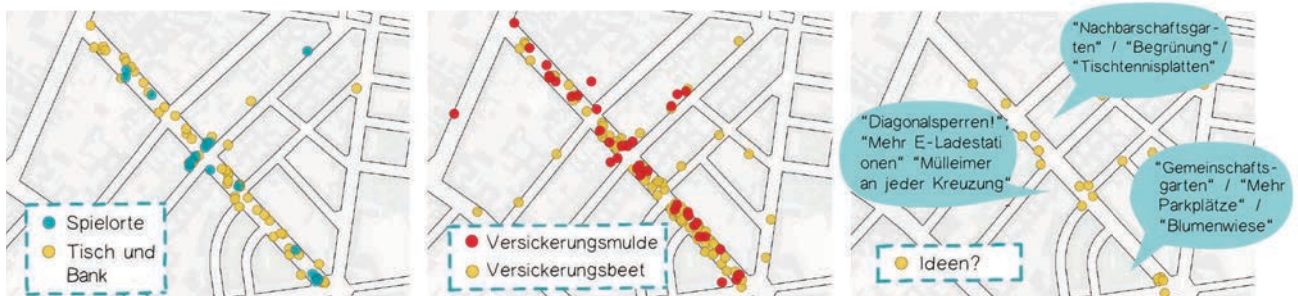 Spielorte
Tisch und
Bank
Versickerungsmulde
Versickerungsbeet
"Nachbarschaftsgar-
ten" / "Begrünung"/
"Tischtennisplatten"
"Diagonalsperren!",
"Mehr E-Ladestati
onen" "Mülleimer
an jeder Kreuzung"
"Gemeinschafts-
garten" / "Mehr
Parkplätze" /
"Blumenwiese"
Ideen?